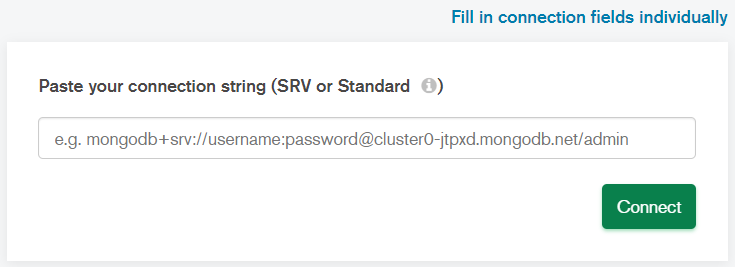 Fill in connection fields individually
Paste your connection string (SRV or Standard i)
e.g. mongodb+srv://username:password@cluster0-jtpxd.mongodb.net/admin
Connect